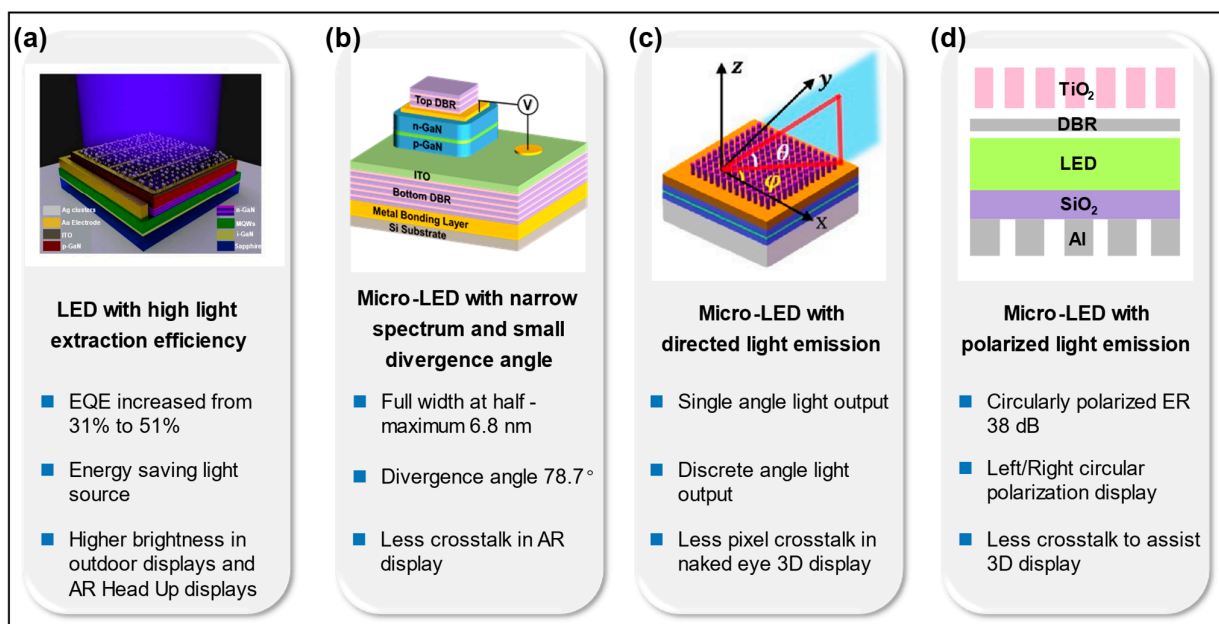 (a)
Ag clusters
Au Electrode
ITO
p-GaN
n-GaN
MQWs
i-GaN
Sapphire
LED with high light
extraction efficiency
EQE increased from
31% to 51%
Energy saving light
source
Higher brightness in
outdoor displays and
AR Head Up displays
(b)
Top DBR
V
n-GaN
p-GaN
ITO
Bottom DBR
Metal Bonding Layer
Si Substrate
Micro-LED with narrow
spectrum and small
divergence angle
Full width at half -
maximum 6.8 nm
Divergence angle 78.7°
Less crosstalk in AR
display
(c)
z
y
θ
φ
x
Micro-LED with
directed light emission
Single angle light output
Discrete angle light
output
Less pixel crosstalk in
naked eye 3D display
(d)
TiO₂
DBR
LED
SiO₂
Al
Micro-LED with
polarized light emission
Circularly polarized ER
38 dB
Left/Right circular
polarization display
Less crosstalk to assist
3D display